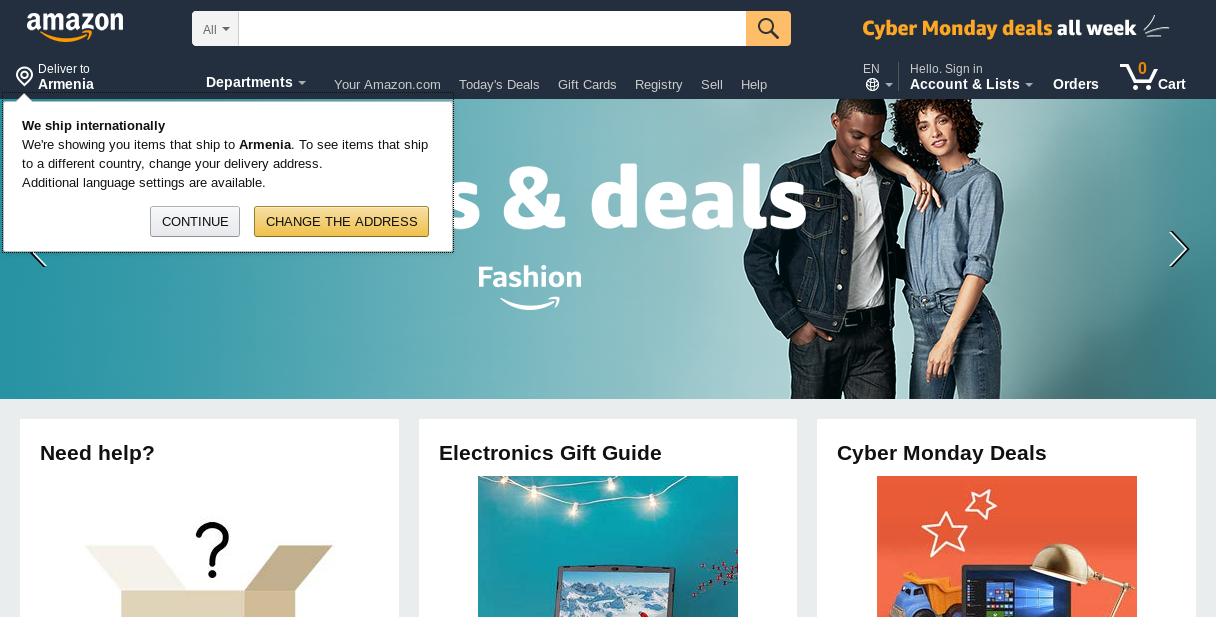 amazon
All
Cyber Monday deals all week
Deliver to
Armenia
Departments
Your Amazon.com
Today's Deals
Gift Cards
Registry
Sell
Help
EN
Hello. Sign in
Account & Lists
Orders
0
Cart
We ship internationally
We're showing you items that ship to Armenia. To see items that ship
to a different country, change your delivery address.
Additional language settings are available.
CONTINUE
CHANGE THE ADDRESS
& deals
Fashion
Need help?
?
Electronics Gift Guide
Cyber Monday Deals